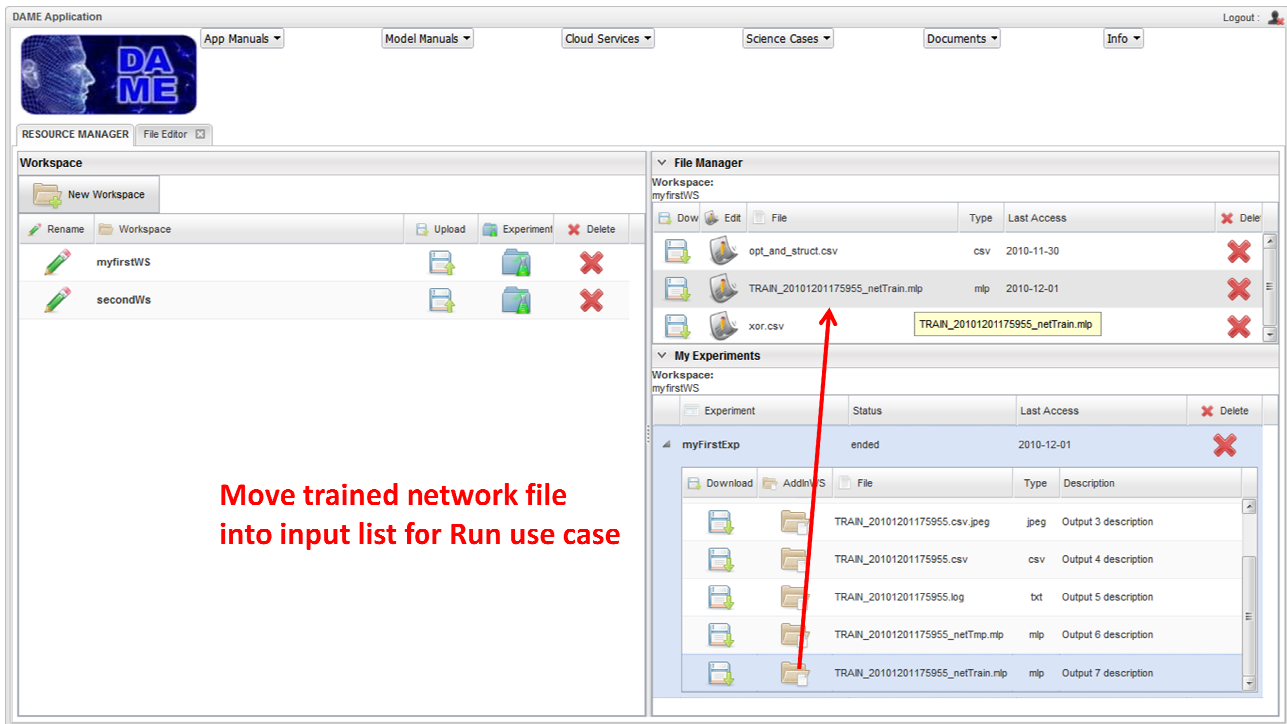 DAME Application
Logout :
App Manuals
Model Manuals
Cloud Services
Science Cases
Documents
Info
DA
ME
RESOURCE MANAGER
File Editor
Workspace
New Workspace
Rename
Workspace
Upload
Experiment
Delete
myfirstWS
secondWs
File Manager
Workspace:
myfirstWS
Dow
Edit
File
Type
Last Access
Delet
opt_and_struct.csv
csv
2010-11-30
TRAIN_20101201175955_netTrain.mlp
mlp
2010-12-01
xor.csv
TRAIN_20101201175955_netTrain.mlp
My Experiments
Workspace:
myfirstWS
Experiment
Status
Last Access
Delete
myFirstExp
ended
2010-12-01
Download
AddInWS
File
Type
Description
TRAIN_20101201175955.csv.jpeg
jpeg
Output 3 description
TRAIN_20101201175955.csv
csv
Output 4 description
TRAIN_20101201175955.log
txt
Output 5 description
TRAIN_20101201175955_netTmp.mlp
mlp
Output 6 description
TRAIN_20101201175955_netTrain.mlp
mlp
Output 7 description
Move trained network file
into input list for Run use case